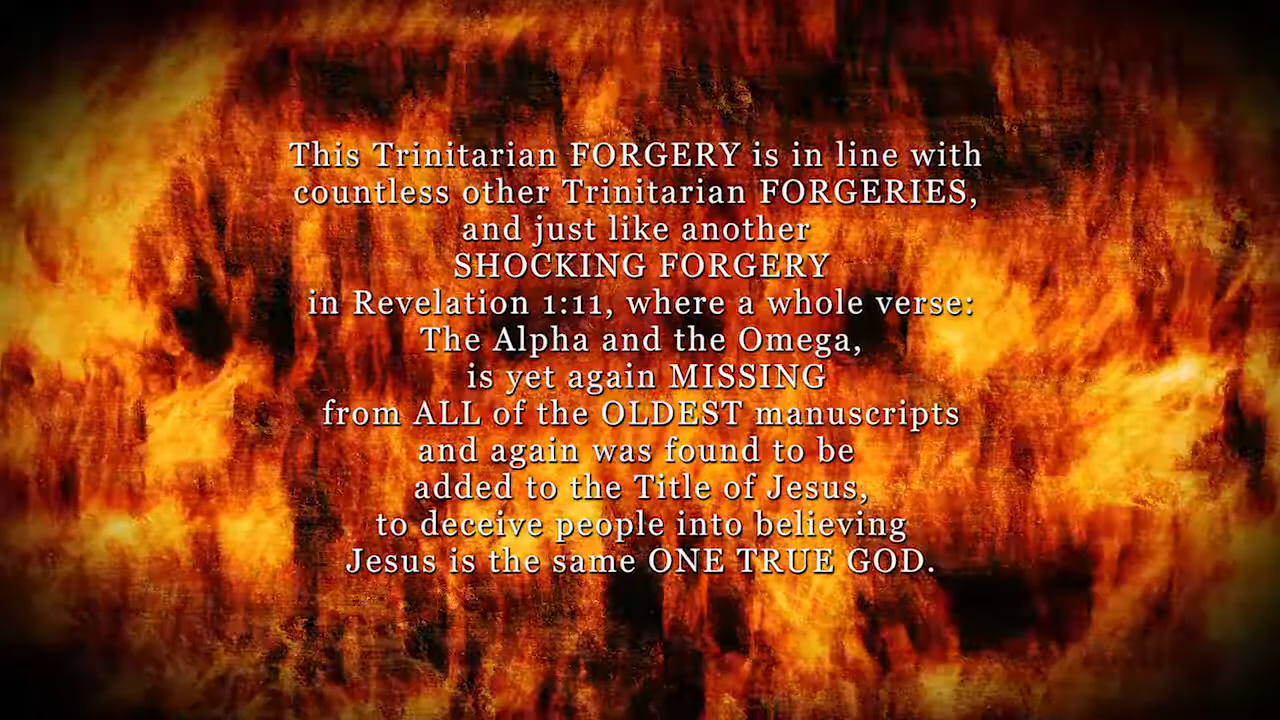 This Trinitarian FORGERY is in line with
countless other Trinitarian FORGERIES,
and just like another
SHOCKING FORGERY
in Revelation 1:11, where a whole verse:
The Alpha and the Omega,
is yet again MISSING
from ALL of the OLDEST manuscripts
and again was found to be
added to the Title of Jesus,
to deceive people into believing
Jesus is the same ONE TRUE GOD.